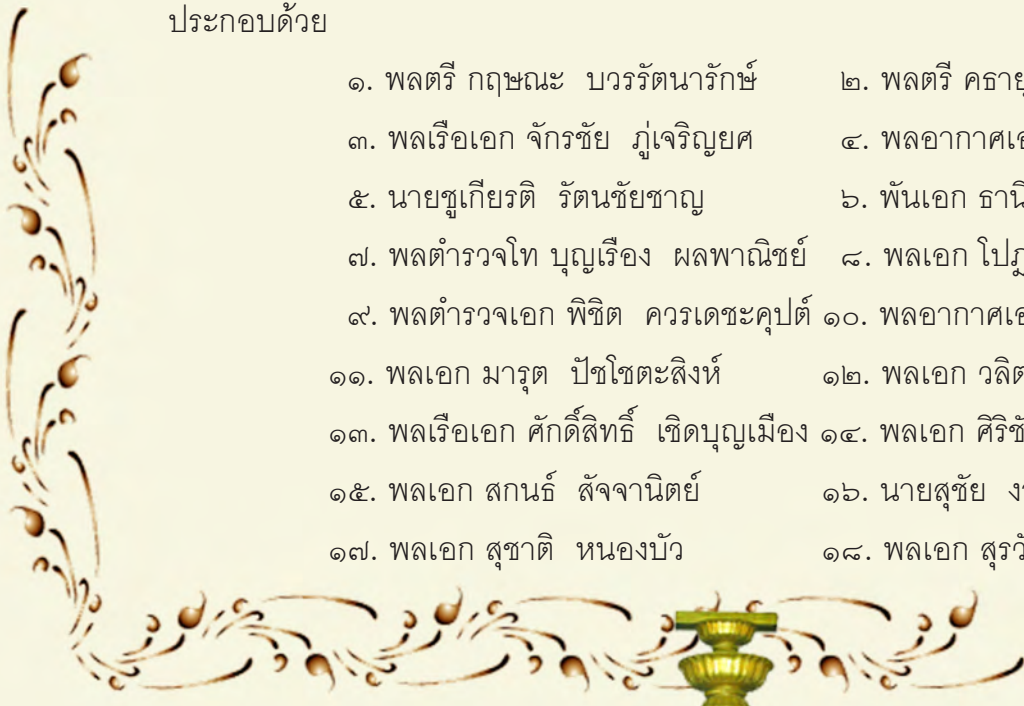 ประกอบด้วย
๑. พลตรี กฤษณะ บวรรัตนารักษ์ ๒. พลตรี
๓. พลเรือเอก จักรชัย ภู่เจริญยศ ๔.
๕. นายชูเกียรติ รัตนชัยชาญ ๖. พันเอก
๗. พลตำรวจโท บุญเรือง ผลพาณิชย์ ๘. พลเอก
๙. พลตำรวจเอก พิชิต ควรเดชะคุปต์ ๑๐.
๑๑. พลเอก มารุต ปัชโชตะสิงห์ ๑๒. พลเอก
๑๓. พลเรือเอก ศักดิ์สิทธิ์ เชิดบุญเมือง ๑๔. พลเอก
๑๕. พลเอก สกนธ์ สัจจานิตย์ ๑๖. นายสุชัย
๑๗. พลเอก สุชาติ หนองบัว ๑๘. พลเอก